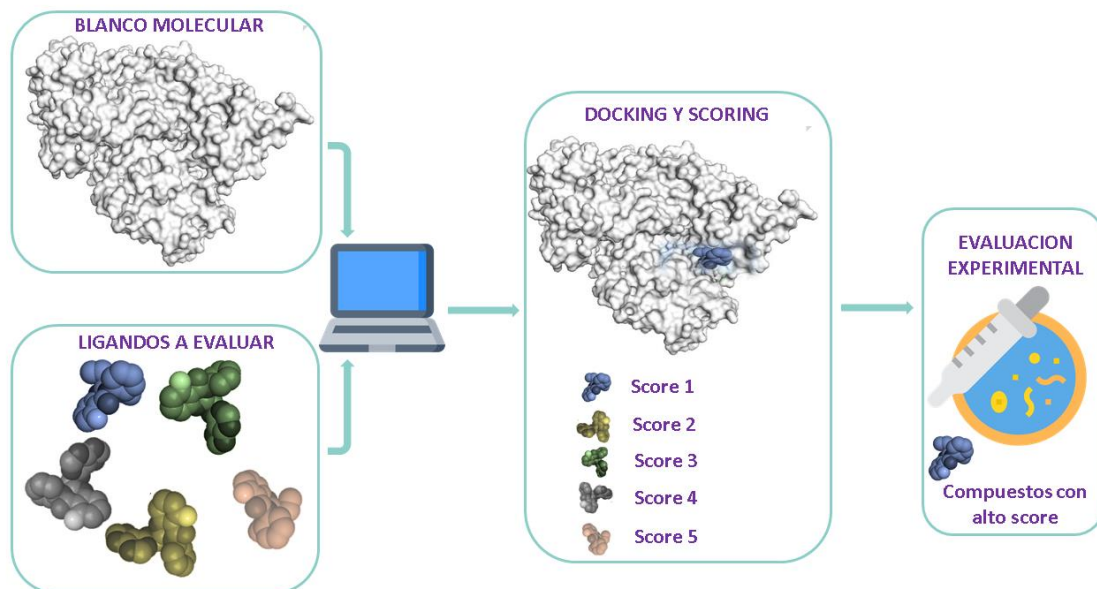 BLANCO MOLECULAR
LIGANDOS A EVALUAR
DOCKING Y SCORING
Score 1
Score 2
Score 3
Score 4
Score 5
EVALUACION
EXPERIMENTAL
Compuestos con
alto score